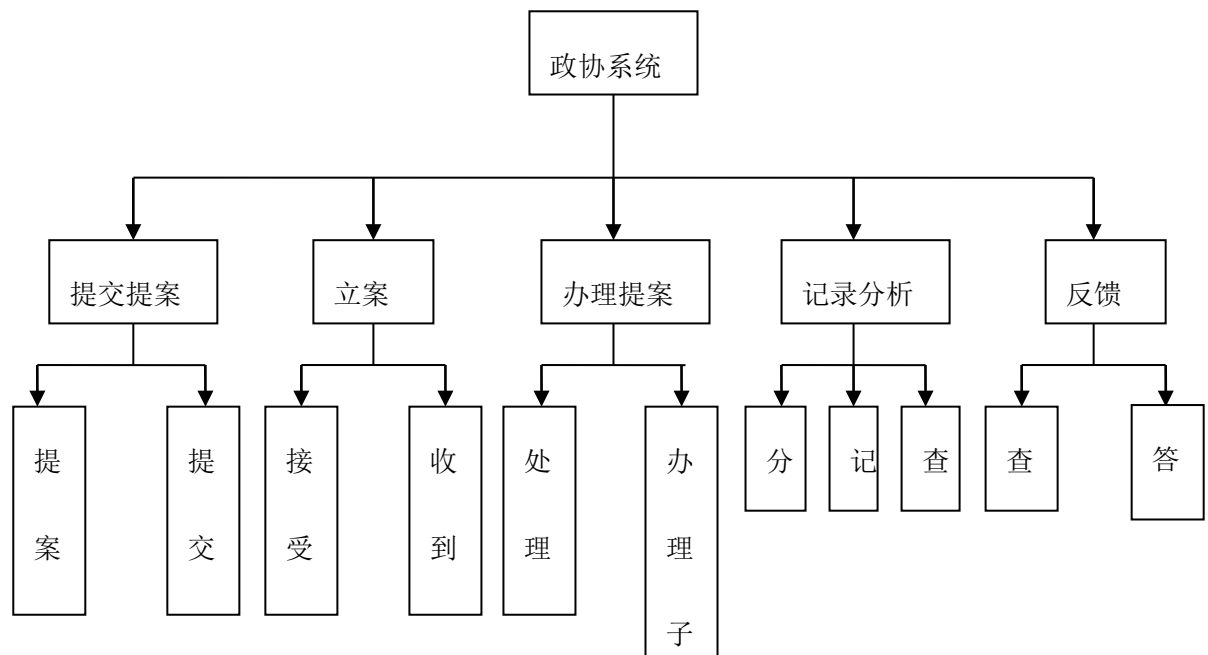 政协系统
提交提案
立案
办理提案
记录分析
反馈
提案
提交
接受
收到
处理
办理子
分
记
查
查
答